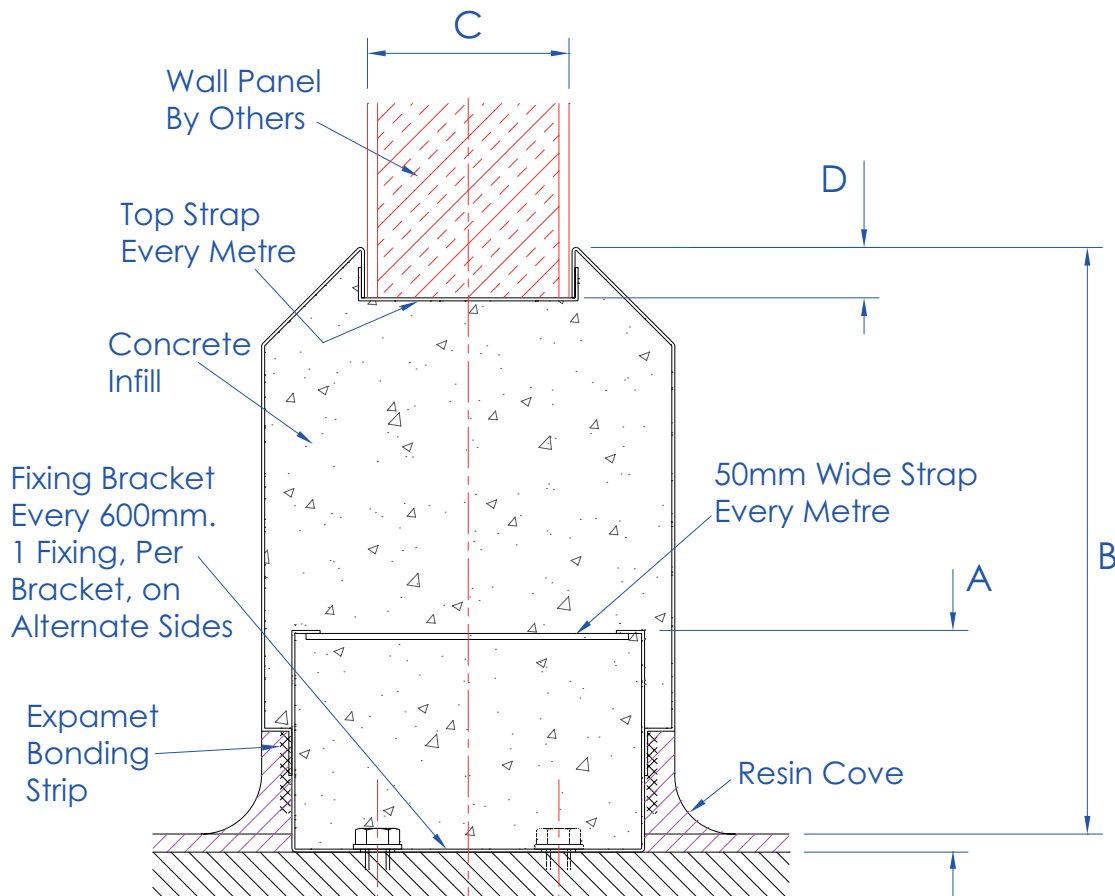 C
Wall Panel
By Others
D
Top Strap
Every Metre
Concrete
Infill
Fixing Bracket
Every 600mm.
1 Fixing, Per
Bracket, on
Alternate Sides
50mm Wide Strap
Every Metre
B
A
Expamet
Bonding
Strip
Resin Cove